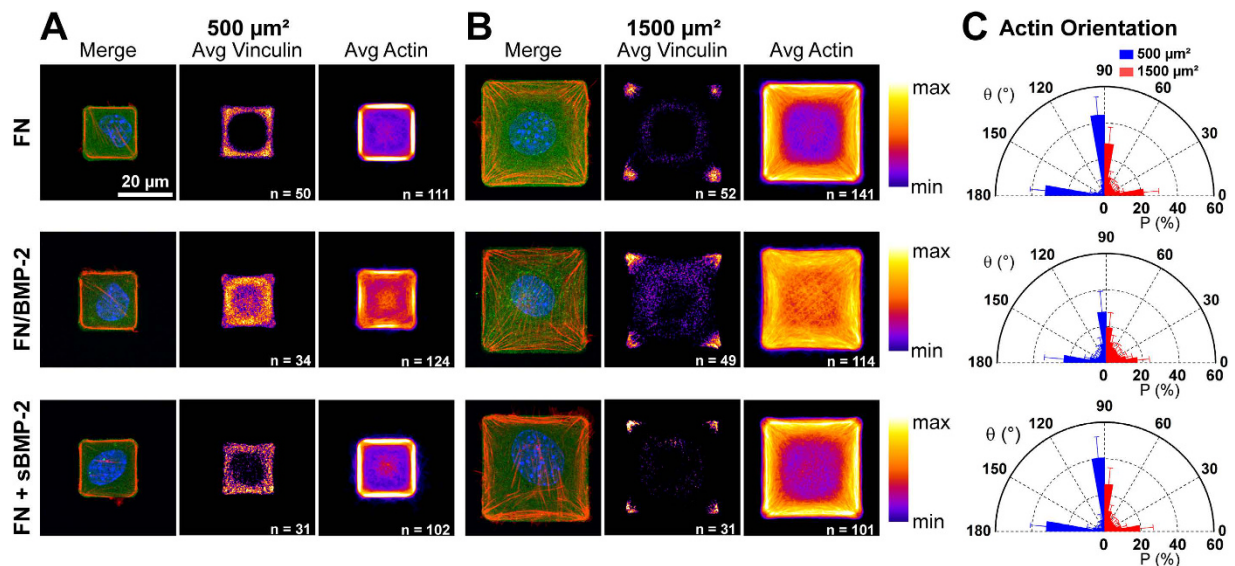 A
500 µm²
Merge
Avg Vinculin
Avg Actin
B
1500 µm²
Merge
Avg Vinculin
Avg Actin
C Actin Orientation
500 µm²
1500 µm²
FN
20 µm
n = 50
n = 111
n = 52
n = 141
max
min
θ (°)
90
120
60
150
30
180
0
0 20 40 60
P (%)
FN/BMP-2
n = 34
n = 124
n = 49
n = 114
max
min
θ (°)
90
120
60
150
30
180
0
0 20 40 60
P (%)
FN + sBMP-2
n = 31
n = 102
n = 31
n = 101
max
min
θ (°)
90
120
60
150
30
180
0
0 20 40 60
P (%)